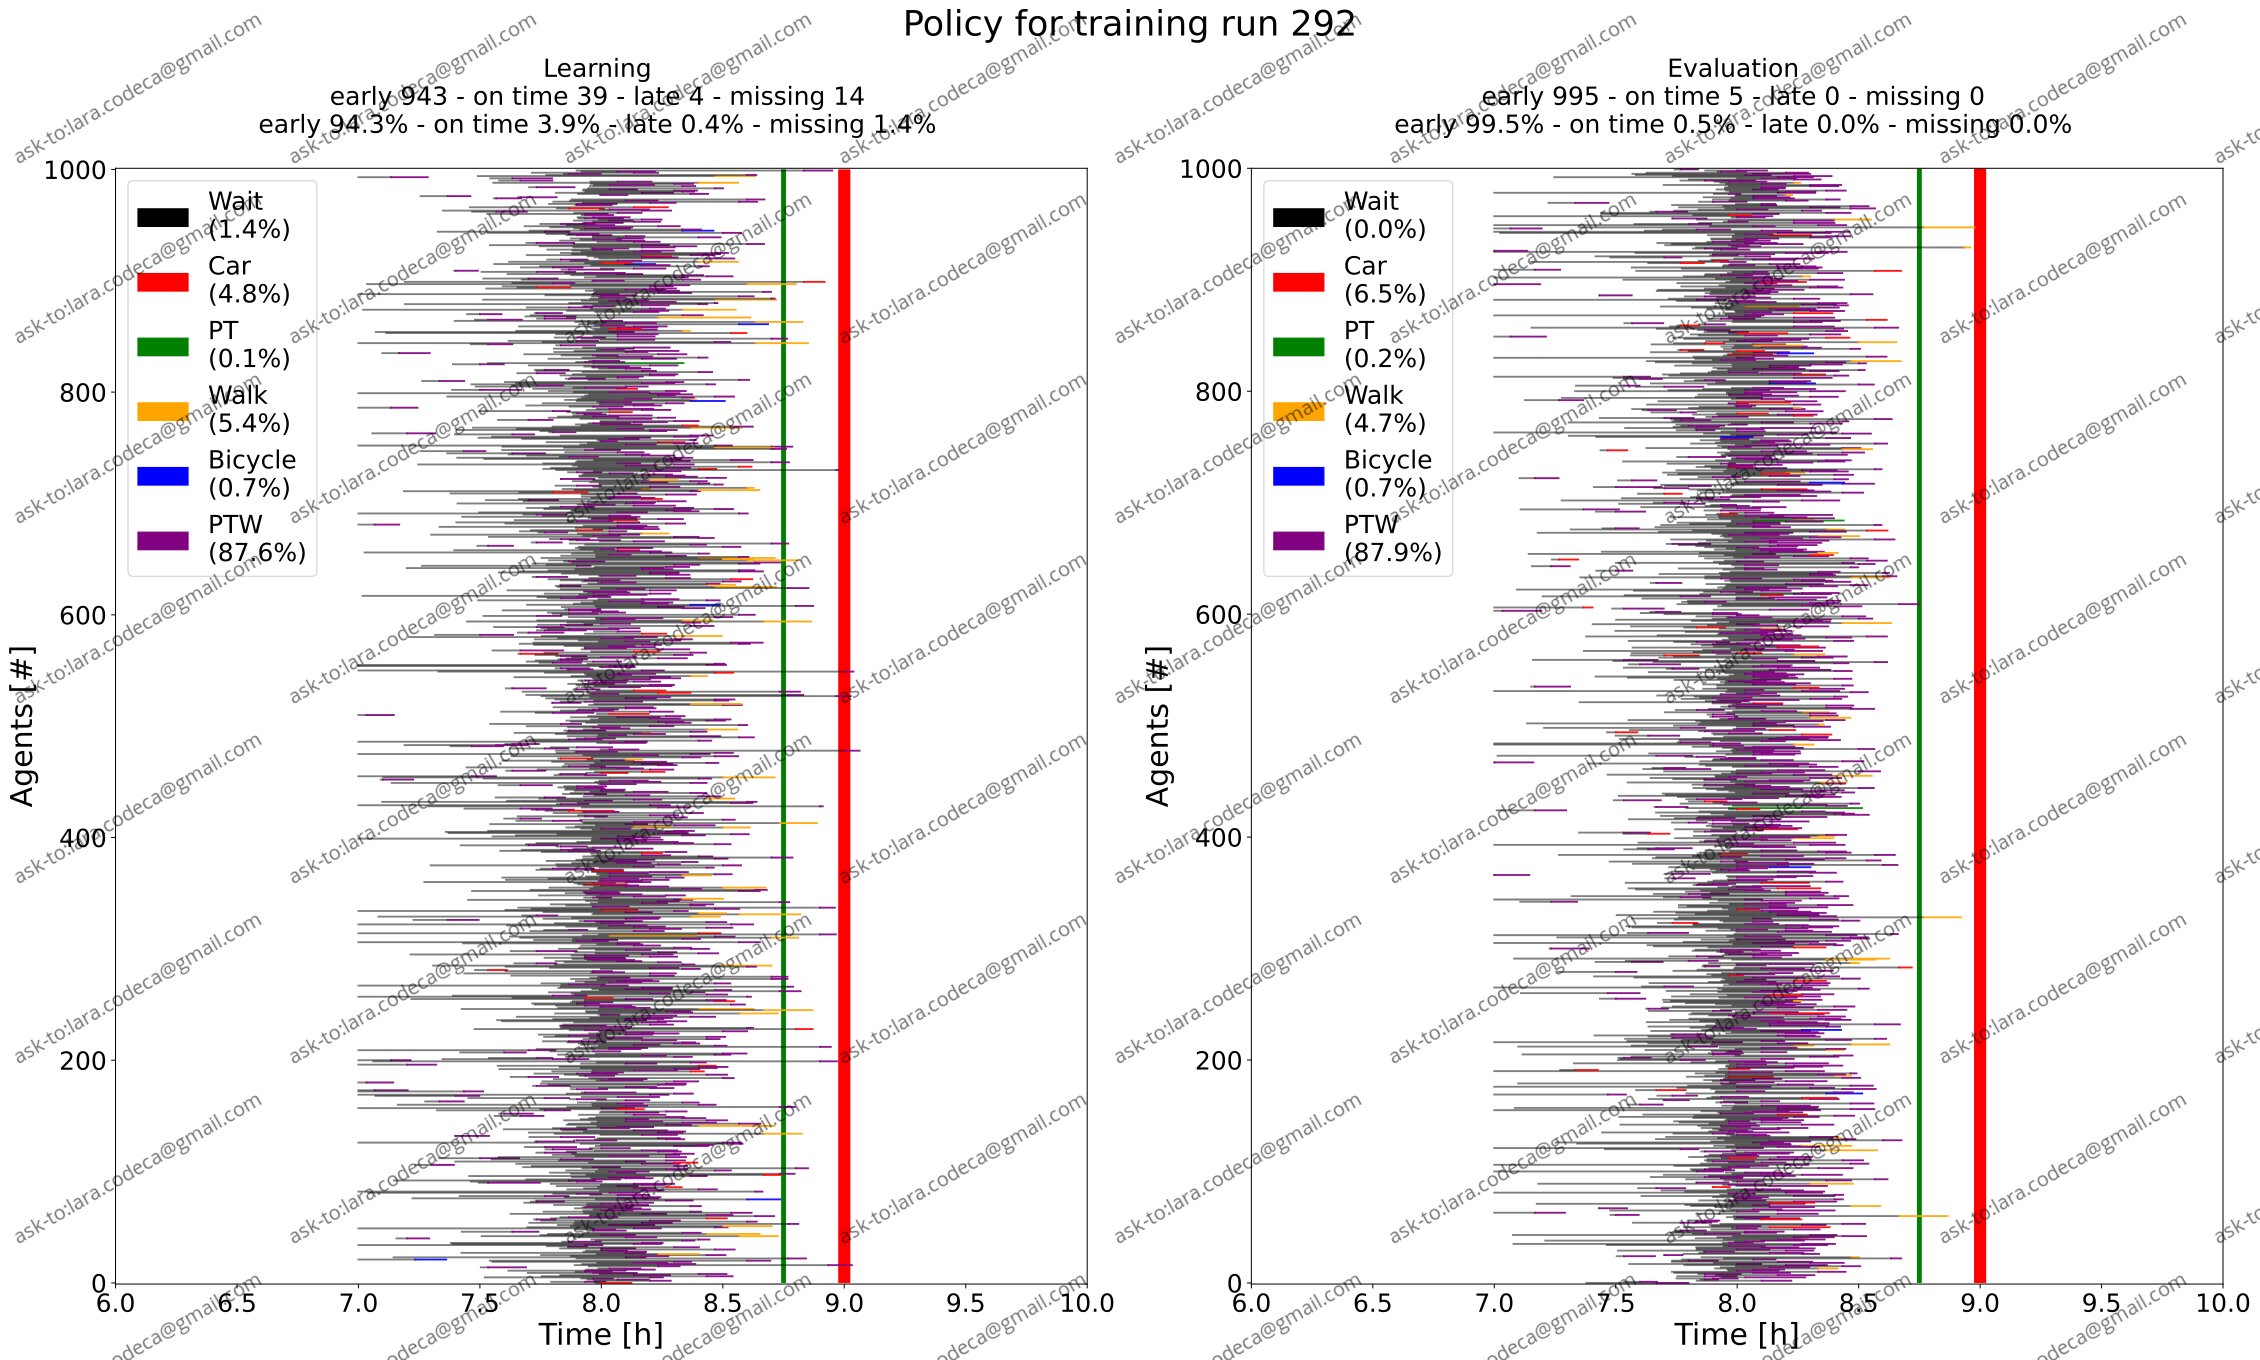 Policy for training run 292
Learning
early 943 - on time 39 - late 4 - missing 14
early 94.3% - on time 3.9% - late 0.4% - missing 1.4%
Agents [#]
1000
800
600
400
200
0
Wait
(1.4%)
Car
(4.8%)
PT
(0.1%)
Walk
(5.4%)
Bicycle
(0.7%)
PTW
(87.6%)
6.0 6.5 7.0 7.5 8.0 8.5 9.0 9.5 10.0
Time [h]
Evaluation
early 995 - on time 5 - late 0 - missing 0
early 99.5% - on time 0.5% - late 0.0% - missing 0.0%
Agents [#]
1000
800
600
400
200
0
Wait
(0.0%)
Car
(6.5%)
PT
(0.2%)
Walk
(4.7%)
Bicycle
(0.7%)
PTW
(87.9%)
6.0 6.5 7.0 7.5 8.0 8.5 9.0 9.5 10.0
Time [h]
ask-to:lara.codeca@gmail.com